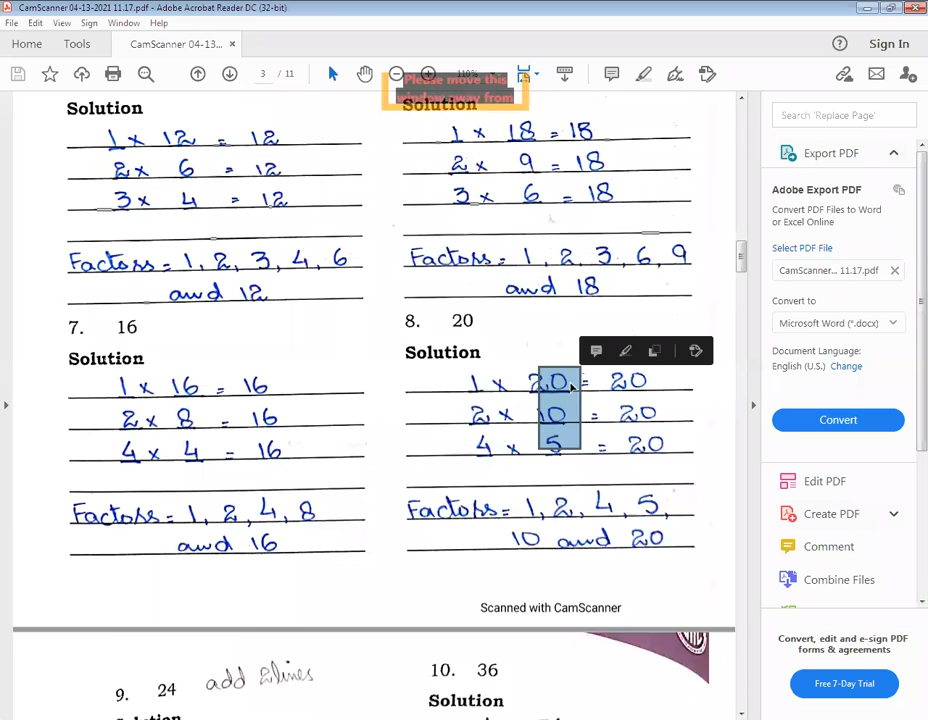 CamScanner 04-13-2021 11.17.pdf - Adobe Acrobat Reader DC (32-bit)
File Edit View Sign Window Help
Home Tools CamScanner 04-13... × Sign In
3 / 11 110%
Please move this
window away from
Solution
1 × 12 = 12
2 × 6 = 12
3 × 4 = 12
Factors = 1, 2, 3, 4, 6
and 12
Solution
1 × 18 = 18
2 × 9 = 18
3 × 6 = 18
Factors = 1, 2, 3, 6, 9
and 18
7. 16
Solution
1 × 16 = 16
2 × 8 = 16
4 × 4 = 16
Factors = 1, 2, 4, 8
and 16
8. 20
Solution
1 × 20 = 20
2 × 10 = 20
4 × 5 = 20
Factors = 1, 2, 4, 5,
10 and 20
Scanned with CamScanner
9. 24 add 2 lines
10. 36
Solution
Search 'Replace Page'
Export PDF
Adobe Export PDF
Convert PDF Files to Word
or Excel Online
Select PDF File
CamScanner... 11.17.pdf ×
Convert to
Microsoft Word (*.docx)
Document Language:
English (U.S.) Change
Convert
Edit PDF
Create PDF
Comment
Combine Files
Convert, edit and e-sign PDF
forms & agreements
Free 7-Day Trial